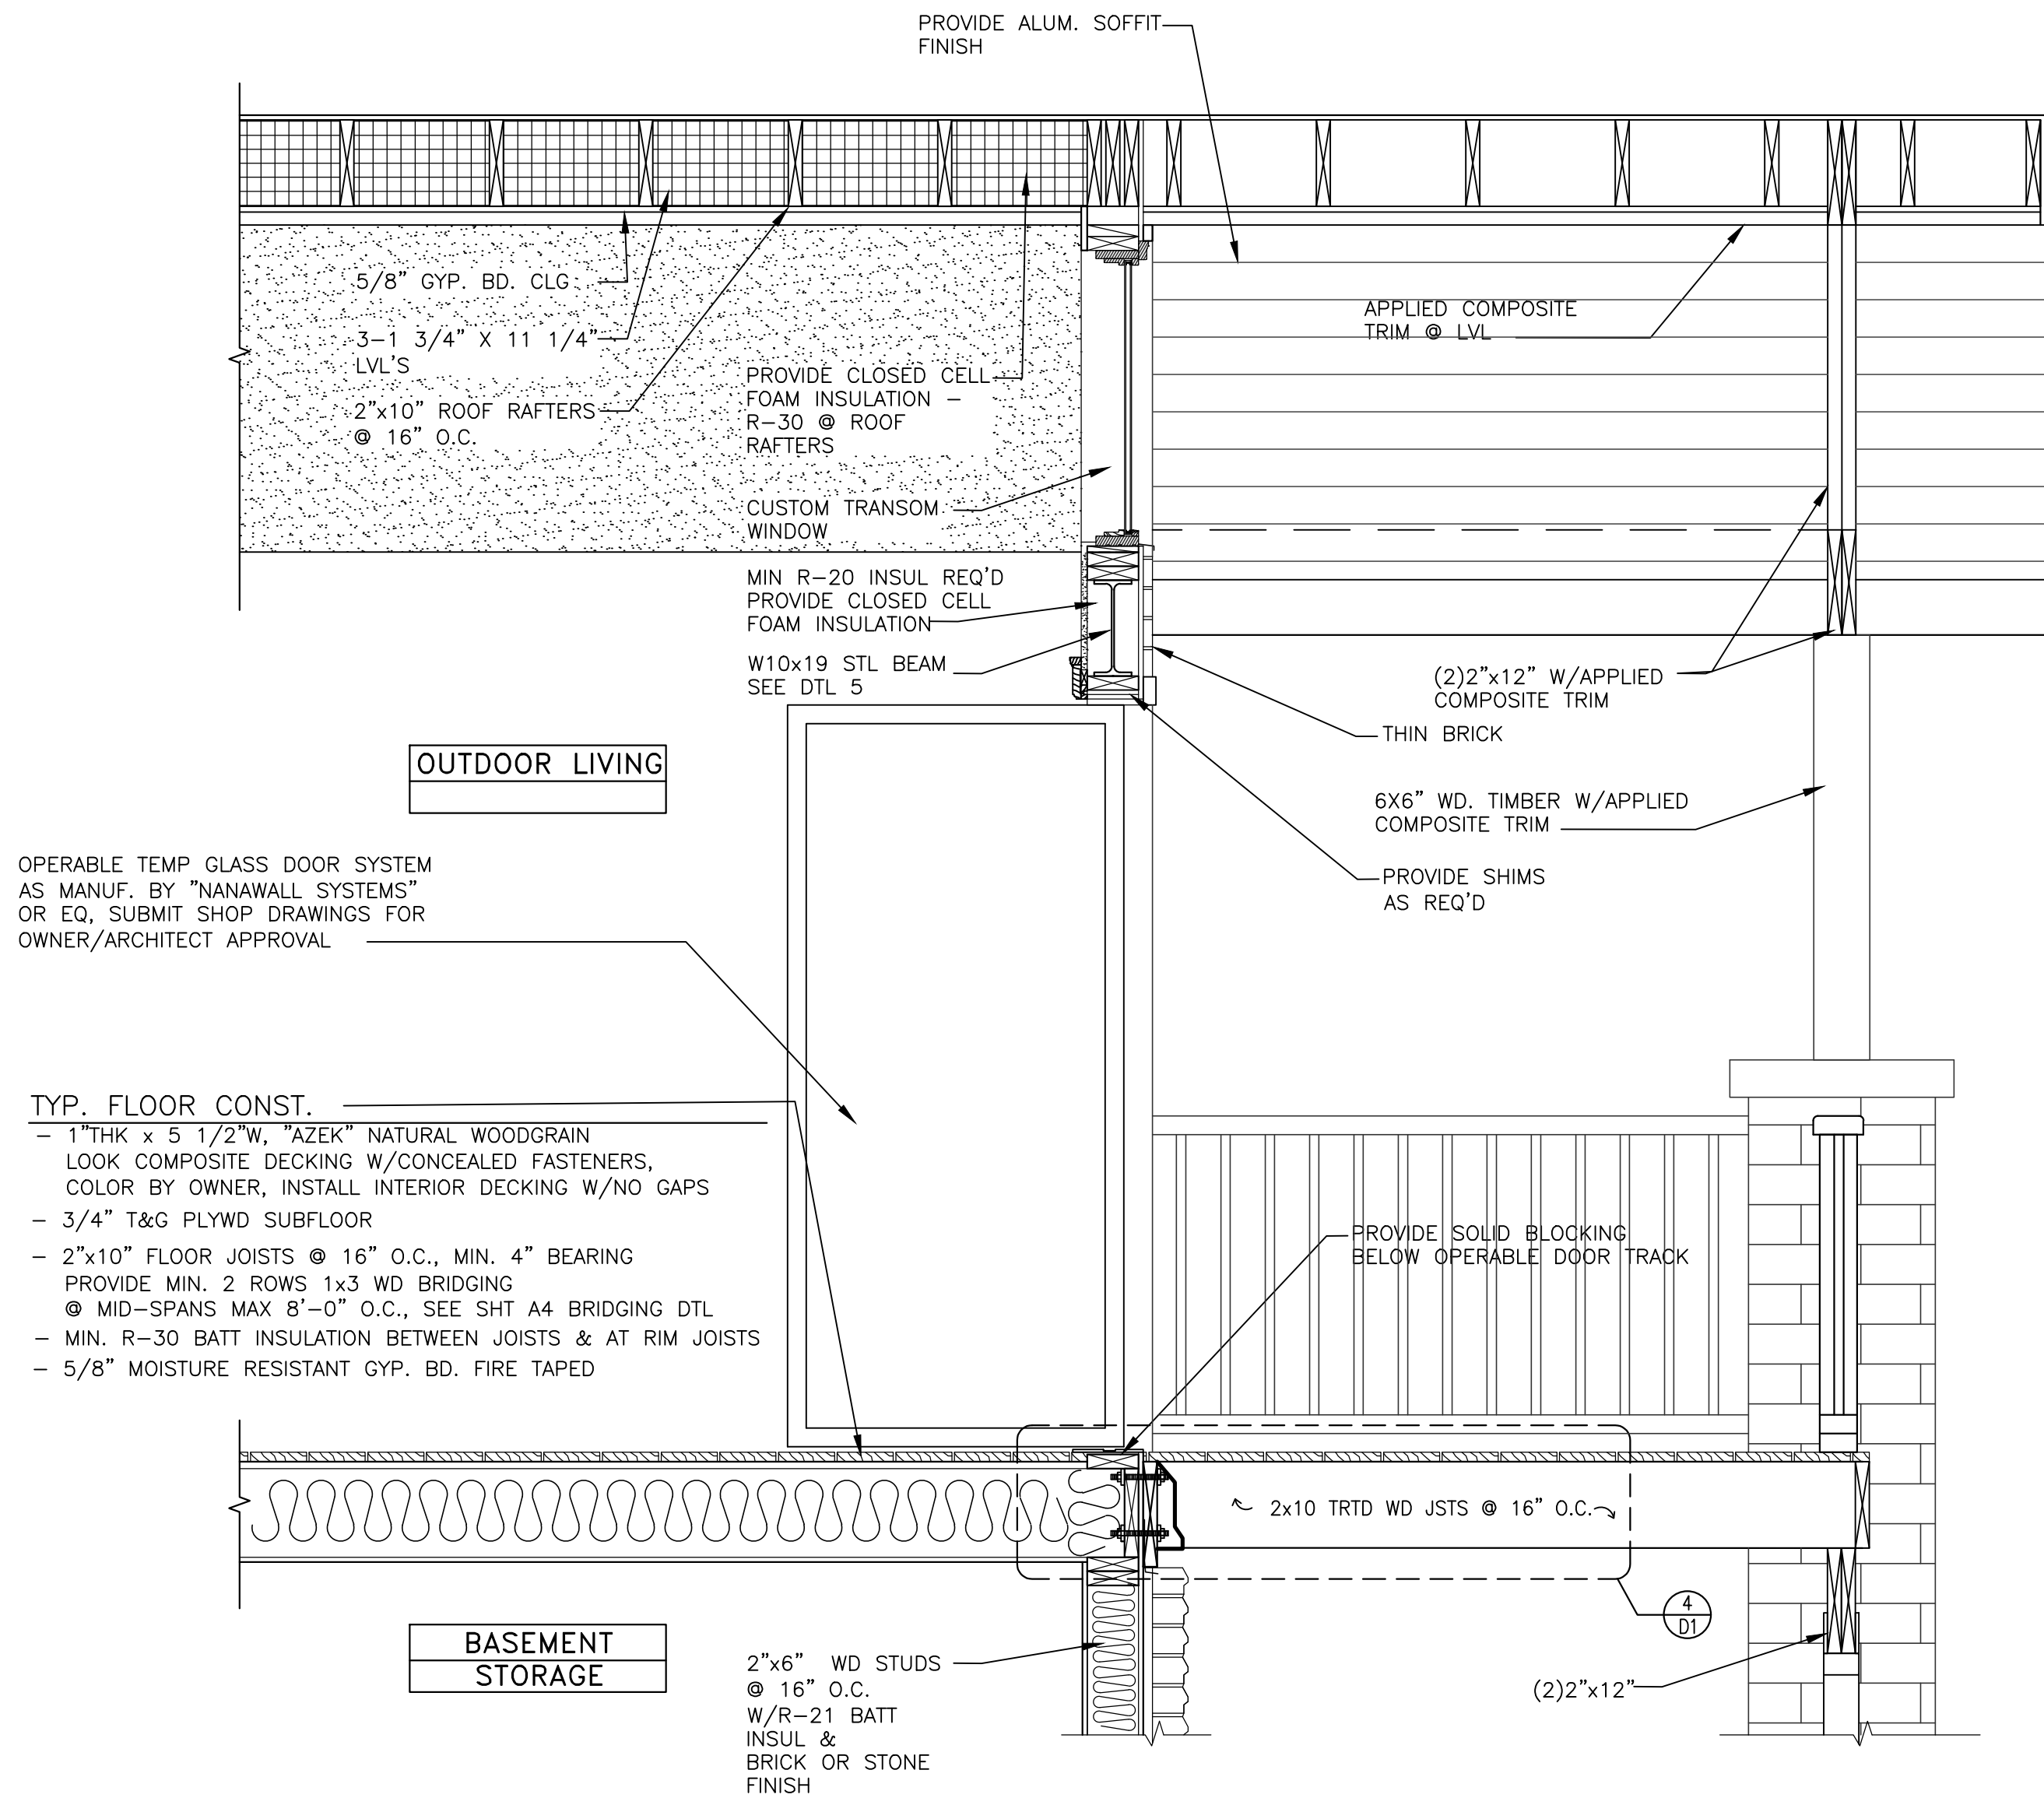 PROVIDE ALUM. SOFFIT
FINISH
5/8" GYP. BD. CLG
3-1 3/4" X 11 1/4"
LVL'S
2"x10" ROOF RAFTERS
@ 16" O.C.
PROVIDE CLOSED CELL
FOAM INSULATION -
R-30 @ ROOF
RAFTERS
APPLIED COMPOSITE
TRIM @ LVL
CUSTOM TRANSOM
WINDOW
MIN R-20 INSUL REQ'D
PROVIDE CLOSED CELL
FOAM INSULATION
W10x19 STL BEAM
SEE DTL 5
(2)2"x12" W/APPLIED
COMPOSITE TRIM
THIN BRICK
OUTDOOR LIVING
6X6" WD. TIMBER W/APPLIED
COMPOSITE TRIM
PROVIDE SHIMS
AS REQ'D
OPERABLE TEMP GLASS DOOR SYSTEM
AS MANUF. BY "NANAWALL SYSTEMS"
OR EQ, SUBMIT SHOP DRAWINGS FOR
OWNER/ARCHITECT APPROVAL
TYP. FLOOR CONST.
- 1"THK x 5 1/2"W, "AZEK" NATURAL WOODGRAIN
LOOK COMPOSITE DECKING W/CONCEALED FASTENERS,
COLOR BY OWNER, INSTALL INTERIOR DECKING W/NO GAPS
- 3/4" T&G PLYWD SUBFLOOR
- 2"x10" FLOOR JOISTS @ 16" O.C., MIN. 4" BEARING
PROVIDE MIN. 2 ROWS 1x3 WD BRIDGING
@ MID-SPANS MAX 8'-0" O.C., SEE SHT A4 BRIDGING DTL
- MIN. R-30 BATT INSULATION BETWEEN JOISTS & AT RIM JOISTS
- 5/8" MOISTURE RESISTANT GYP. BD. FIRE TAPED
PROVIDE SOLID BLOCKING
BELOW OPERABLE DOOR TRACK
2x10 TRTD WD JSTS @ 16" O.C.
4
D1
BASEMENT
STORAGE
2"x6" WD STUDS
@ 16" O.C.
W/R-21 BATT
INSUL &
BRICK OR STONE
FINISH
(2)2"x12"